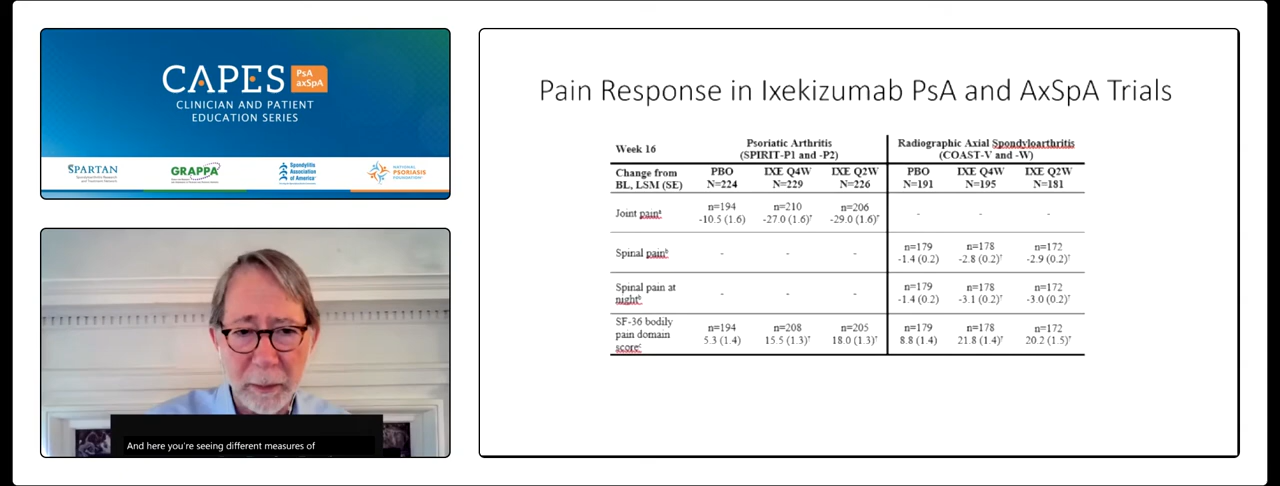 CAPES PsA axSpA
CLINICIAN AND PATIENT
EDUCATION SERIES
SPARTAN
GRAPPA
Spondylitis
Association
of America
NATIONAL
PSORIASIS
FOUNDATION
And here you're seeing different measures of
Pain Response in Ixekizumab PsA and AxSpA Trials
Week 16 Psoriatic Arthritis (SPIRIT-P1 and -P2) Radiographic Axial Spondyloarthritis (COAST-V and -W)
Change from BL, LSM (SE) PBO N=224 IXE Q4W N=229 IXE Q2W N=226 PBO N=191 IXE Q4W N=195 IXE Q2W N=181
Joint painᵃ n=194 -10.5 (1.6) n=210 -27.0 (1.6)† n=206 -29.0 (1.6)† - - -
Spinal painᵇ - - - n=179 -1.4 (0.2) n=178 -2.8 (0.2)† n=172 -2.9 (0.2)†
Spinal pain at nightᵇ - - - n=179 -1.4 (0.2) n=178 -3.1 (0.2)† n=172 -3.0 (0.2)†
SF-36 bodily pain domain scoreᶜ n=194 5.3 (1.4) n=208 15.5 (1.3)† n=205 18.0 (1.3)† n=179 8.8 (1.4) n=178 21.8 (1.4)† n=172 20.2 (1.5)†